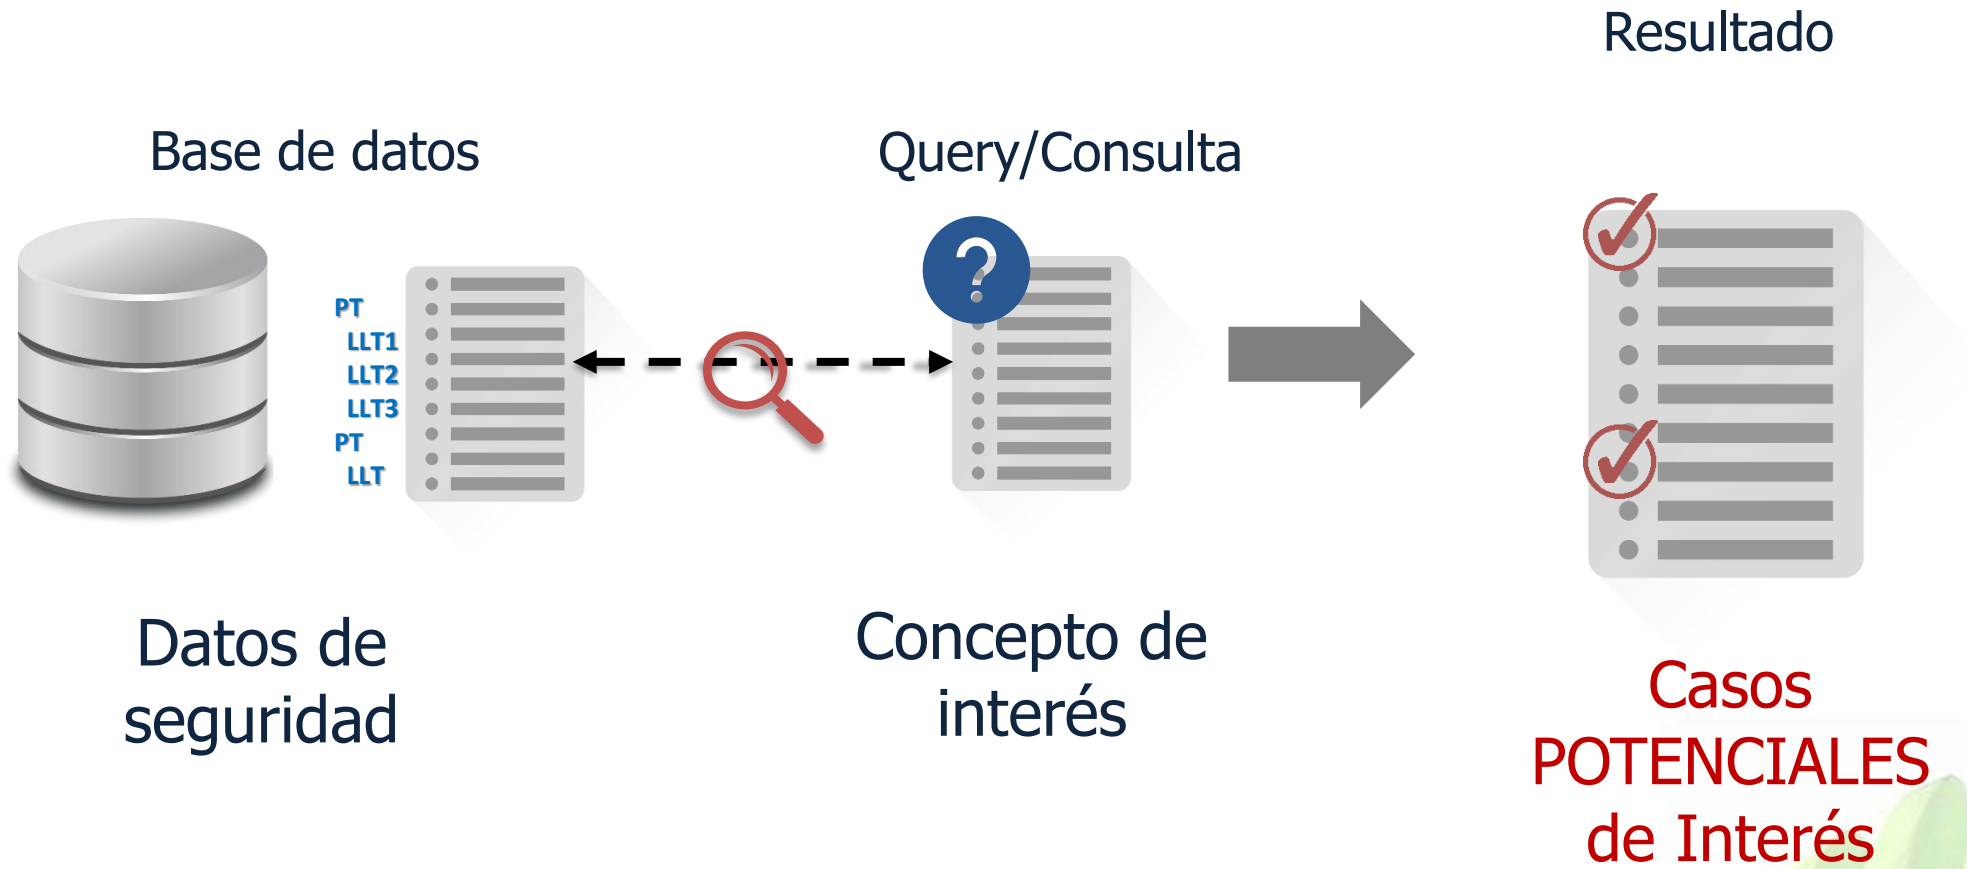 Resultado
Base de datos
Query/Consulta
?
PT
LLT1
LLT2
LLT3
PT
LLT
Datos de
seguridad
Concepto de
interés
Casos
POTENCIALES
de Interés